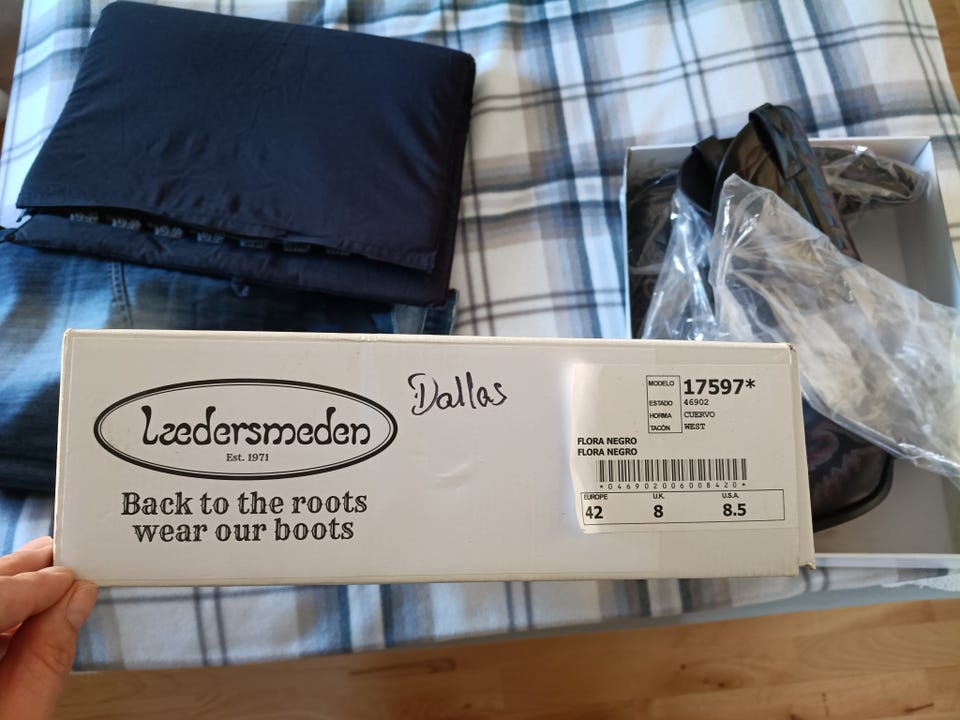 Lædersmeden
Est. 1971
Back to the roots
wear our boots
Dallas
MODELO 17597*
ESTADO 46902
HORMA CUERVO
TACÓN WEST
FLORA NEGRO
FLORA NEGRO
*046902006008420*
EUROPE U.K. U.S.A.
42 8 8.5